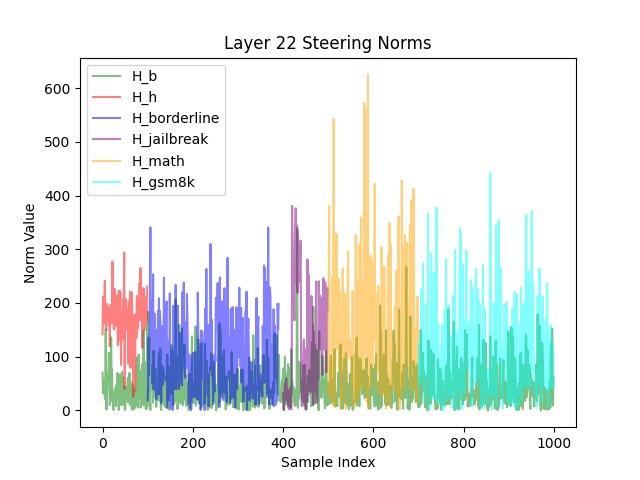 Layer 22 Steering Norms
H_b
H_h
H_borderline
H_jailbreak
H_math
H_gsm8k
Norm Value
600
500
400
300
200
100
0
0
200
400
600
800
1000
Sample Index